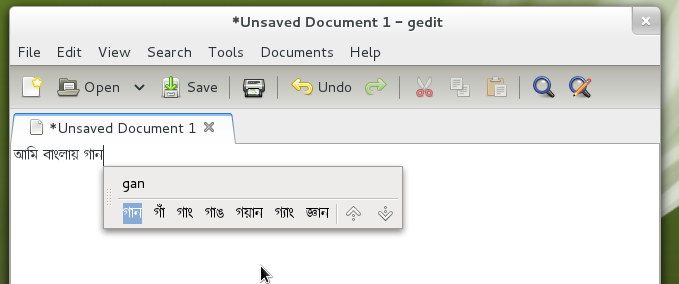 *Unsaved Document 1 - gedit
File Edit View Search Tools Documents Help
Open Save Undo
*Unsaved Document 1
আমি বাংলায় গান
gan
গান গাঁ গাং গাঙ গয়ান গ্যাং জ্ঞান